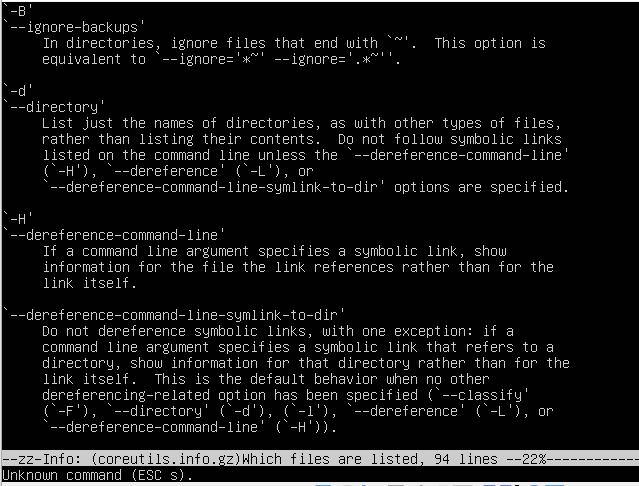 `-B'
`--ignore-backups'
In directories, ignore files that end with `~'.  This option is
equivalent to `--ignore='*~' --ignore='.*~''.
`-d'
`--directory'
List just the names of directories, as with other types of files,
rather than listing their contents.  Do not follow symbolic links
listed on the command line unless the `--dereference-command-line'
(`-H'), `--dereference' (`-L'), or
`--dereference-command-line-symlink-to-dir' options are specified.
`-H'
`--dereference-command-line'
If a command line argument specifies a symbolic link, show
information for the file the link references rather than for the
link itself.
`--dereference-command-line-symlink-to-dir'
Do not dereference symbolic links, with one exception: if a
command line argument specifies a symbolic link that refers to a
directory, show information for that directory rather than for the
link itself.  This is the default behavior when no other
dereferencing-related option has been specified (`--classify'
(`-F'), `--directory' (`-d'), (`-l'), `--dereference' (`-L'), or
`--dereference-command-line' (`-H')).
--zz-Info: (coreutils.info.gz)Which files are listed, 94 lines --22%------------
Unknown command (ESC s).